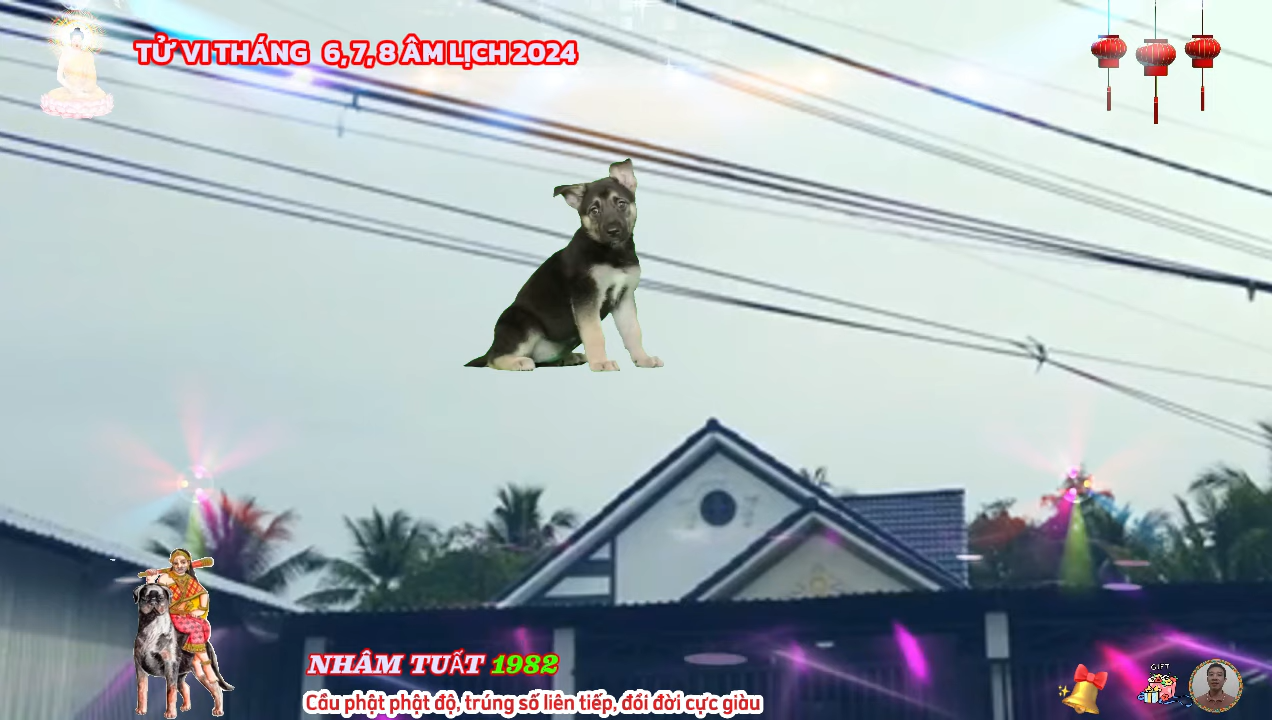 TỬ VI THÁNG 6, 7, 8 ÂM LỊCH 2024
NHÂM TUẤT 1982
Cầu phật phật độ, trúng số liên tiếp, đổi đời cực giàu
GIFT